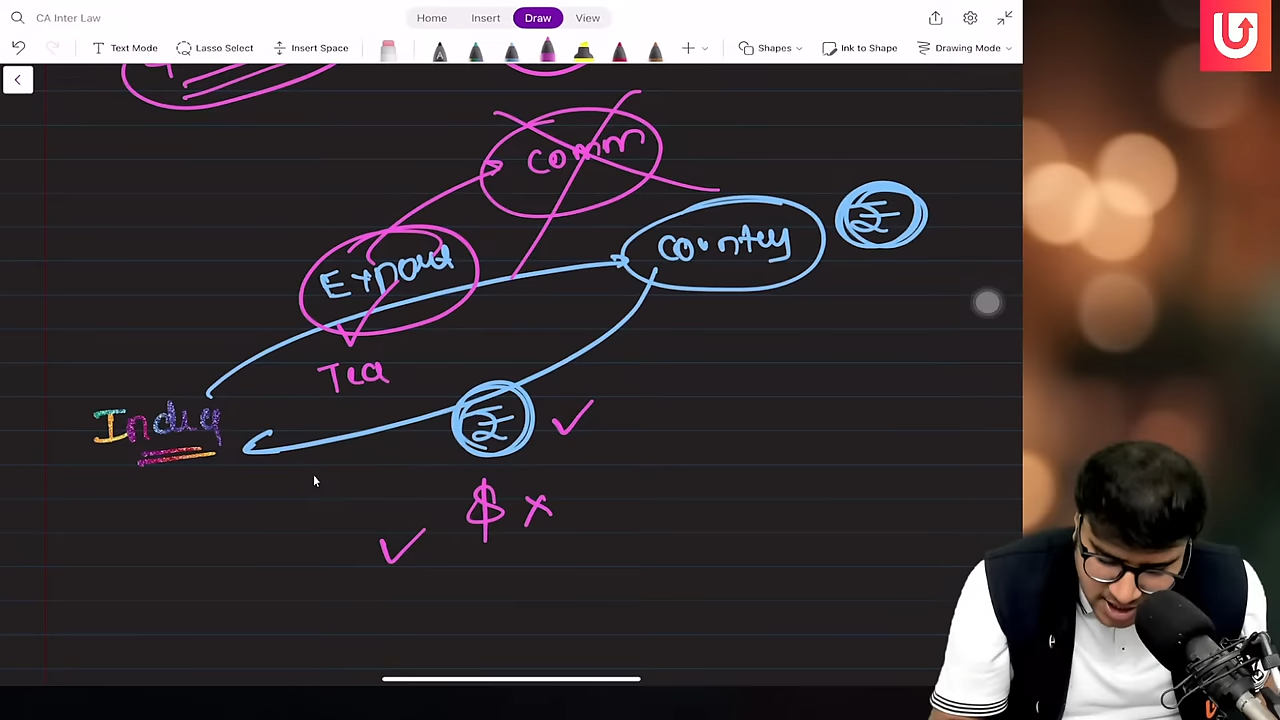 CA Inter Law
Home Insert Draw View
Text Mode Lasso Select Insert Space Shapes Ink to Shape Drawing Mode
Comm
Country ₹
Export
Tea
India
₹
$ x